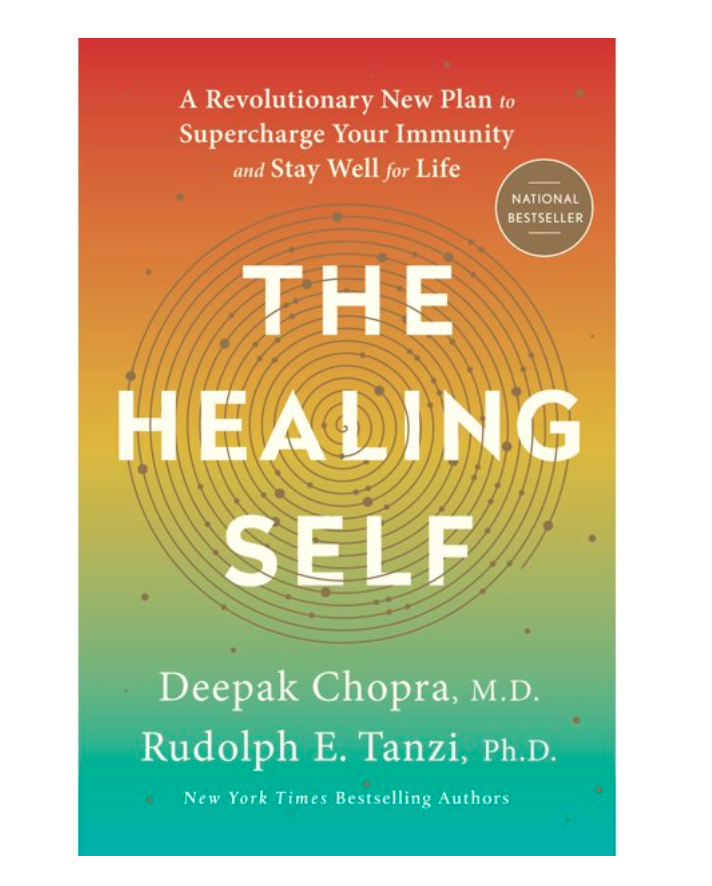 A Revolutionary New Plan to
Supercharge Your Immunity
and Stay Well for Life
NATIONAL
BESTSELLER
THE
HEALING
SELF
Deepak Chopra, M.D.
Rudolph E. Tanzi, Ph.D.
New York Times Bestselling Authors